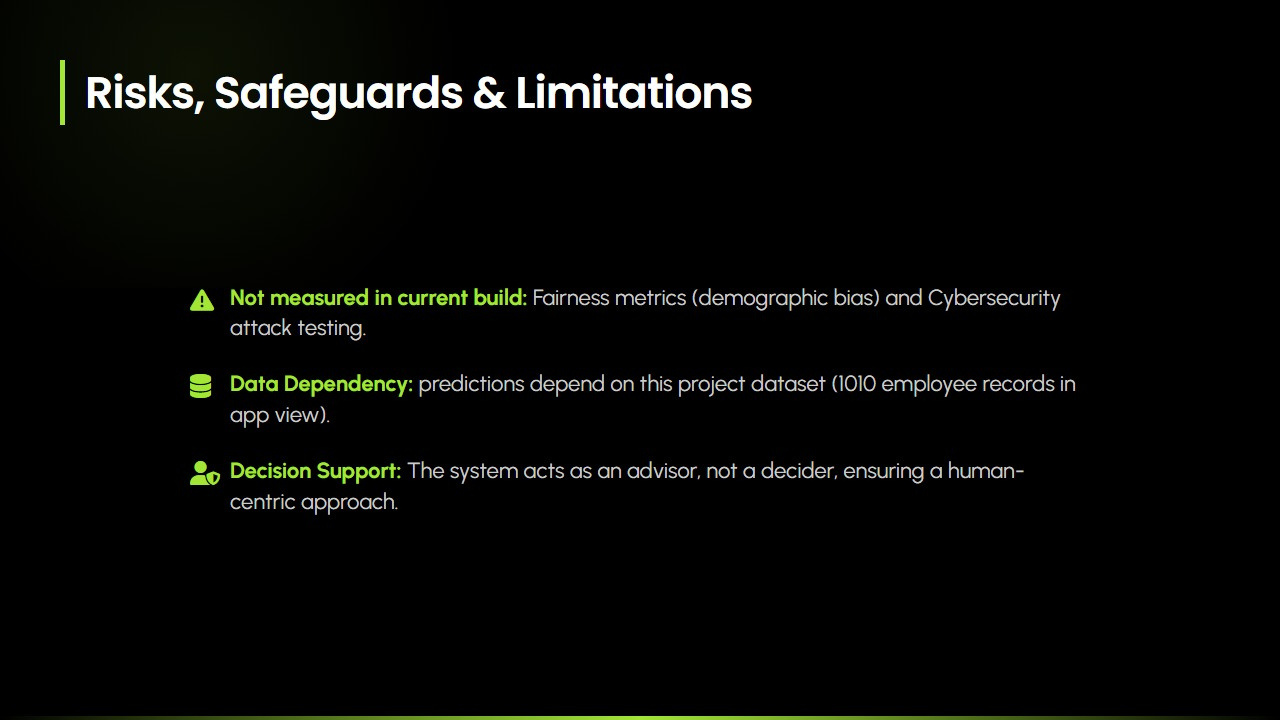 Risks, Safeguards & Limitations
Not measured in current build: Fairness metrics (demographic bias) and Cybersecurity
attack testing.
Data Dependency: predictions depend on this project dataset (1010 employee records in
app view).
Decision Support: The system acts as an advisor, not a decider, ensuring a human-
centric approach.